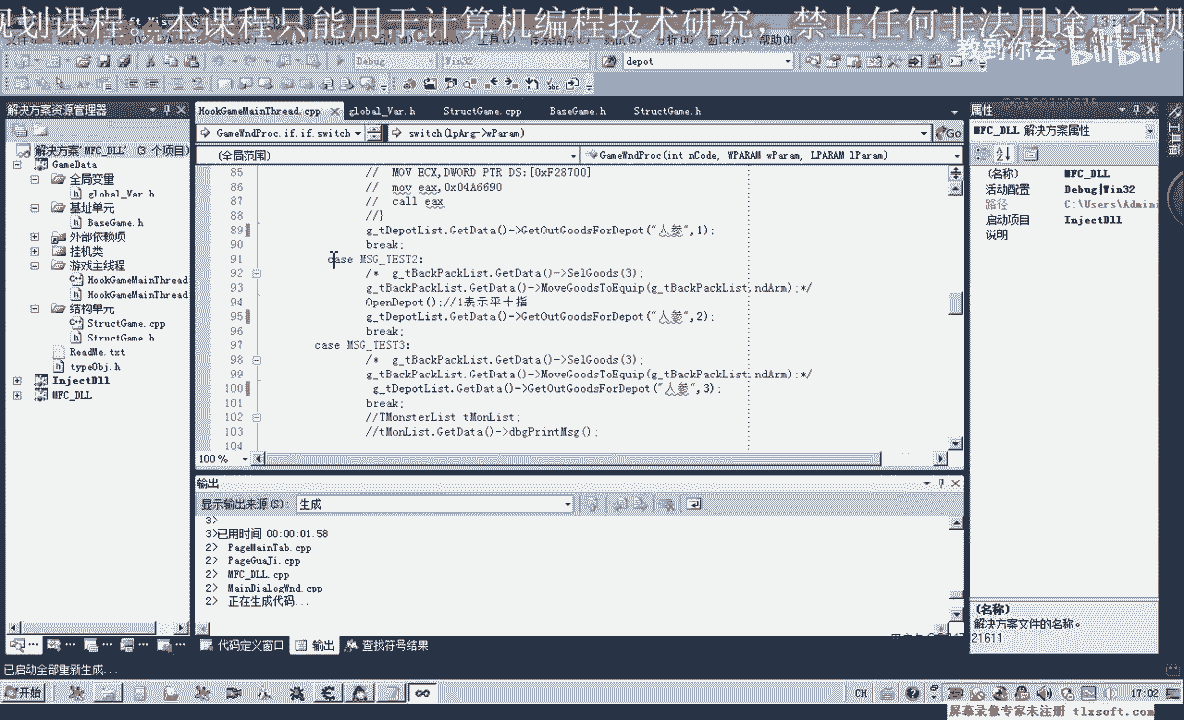 规划课程。本课程只能用于计算机编程技术研究。禁止任何非法用途。否则
教到你会 bilibili
帮助(H)
Debug Win32 depot
解决方案资源管理器
解决方案'MFC_DLL' (3 个项目)
GameData
全局变量
global_Var.h
基址单元
BaseGame.h
外部依赖项
挂机类
游戏主线程
HookGameMainThread
HookGameMainThread
结构单元
StructGame.cpp
StructGame.h
ReadMe.txt
typeObj.h
InjectDll
MFC_DLL
HookGameMainThread.cpp global_Var.h StructGame.cpp BaseGame.h StructGame.h
GameWndProc.if.if.switch switch(lpArg->wParam) Go
(全局范围) GameWndProc(int nCode, WPARAM wParam, LPARAM lParam)
85 // MOV ECX,DWORD PTR DS:[0xF28700]
86 // mov eax,0x04A6690
87 // call eax
88 //}
89 g_tDepotList.GetData()->GetOutGoodsForDepot("人参",1);
90 break;
91 case MSG_TEST2:
92 /* g_tBackPackList.GetData()->SelGoods(3);
93 g_tBackPackList.GetData()->MoveGoodsToEquip(g_tBackPackList.ndArm);*/
94 OpenDepot();//1表示平十指
95 g_tDepotList.GetData()->GetOutGoodsForDepot("人参",2);
96 break;
97 case MSG_TEST3:
98 /* g_tBackPackList.GetData()->SelGoods(3);
99 g_tBackPackList.GetData()->MoveGoodsToEquip(g_tBackPackList.ndArm);*/
100 g_tDepotList.GetData()->GetOutGoodsForDepot("人参",3);
101 break;
102 //TMonsterList tMonList;
103 //tMonList.GetData()->dbgPrintMsg();
104
100 %
输出
显示输出来源(S): 生成
3>
3>已用时间 00:00:01.58
2> PageMainTab.cpp
2> PageGuaJi.cpp
2> MFC_DLL.cpp
2> MainDialogWnd.cpp
2> 正在生成代码...
代码定义窗口 输出 查找符号结果
属性
MFC_DLL 解决方案属性
(名称) MFC_DLL
活动配置 Debug|Win32
路径 C:\Users\Admini
启动项目 InjectDll
说明
(名称)
解决方案文件的名称。
21611
工具箱
已启动全部重新生成...
开始 CH 17:02
屏幕录像专家未注册 tlxsoft.com